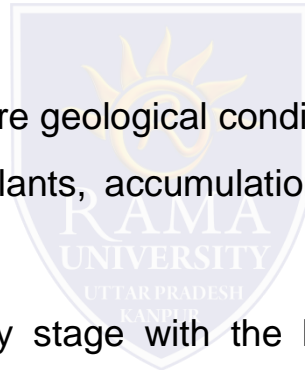 re geological condi
lants, accumulatio
RAMA
UNIVERSITY
UTTAR PRADESH
KANPUR
y stage with the